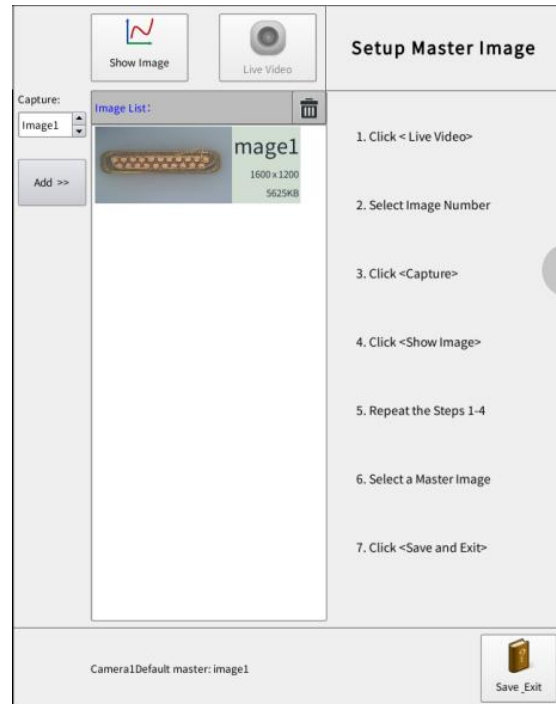 Show Image
Live Video
Setup Master Image
Capture:
Image1
Add >>
Image List:
mage1
1600 x 1200
5625KB
1. Click < Live Video>
2. Select Image Number
3. Click <Capture>
4. Click <Show Image>
5. Repeat the Steps 1-4
6. Select a Master Image
7. Click <Save and Exit>
Camera1Default master: image1
Save_Exit